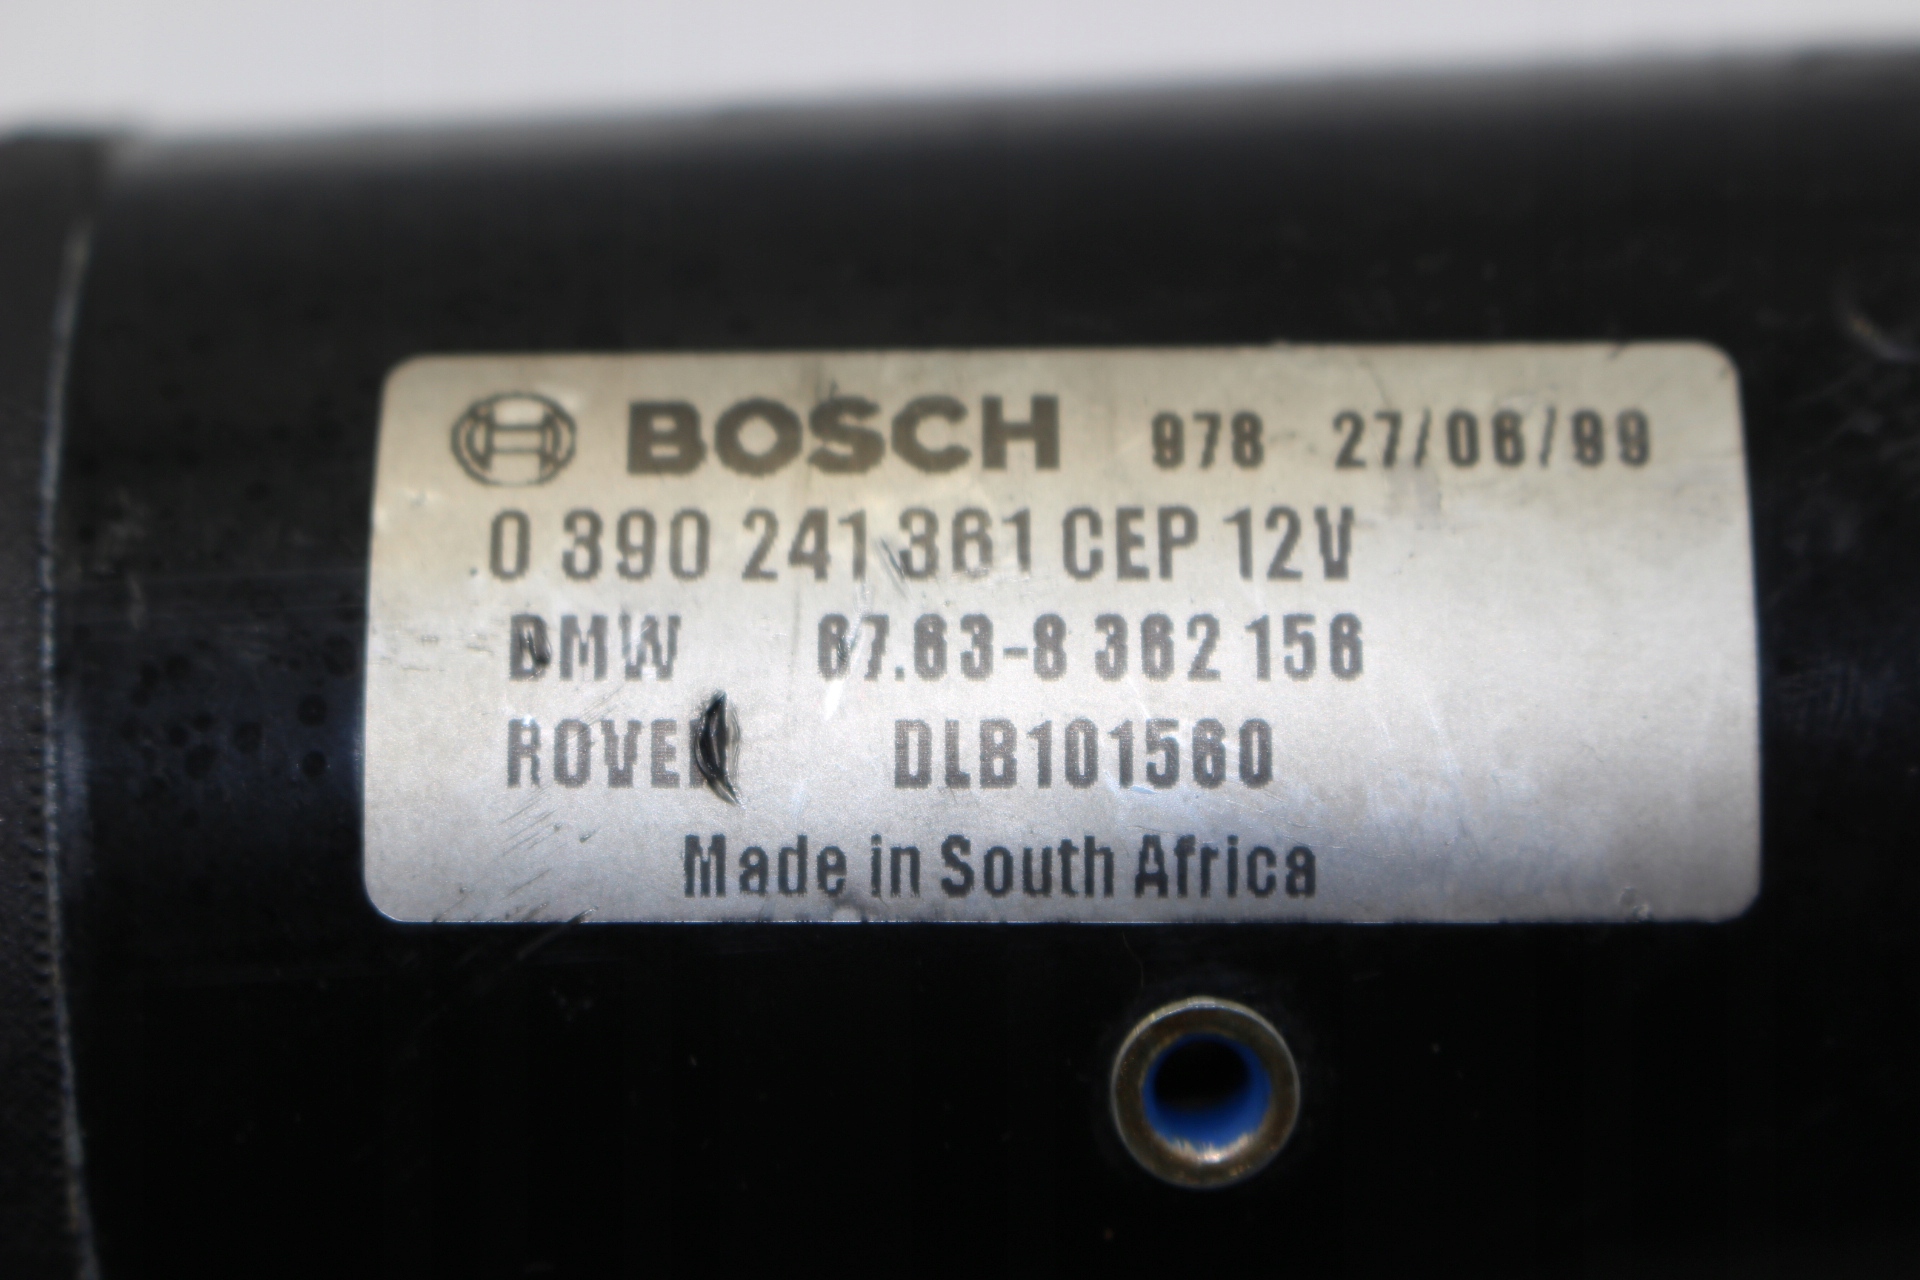 BOSCH 978 27/06/99
0 390 241 361 CEP 12V
BMW 67.63-8 362 156
ROVER DLB101560
Made in South Africa